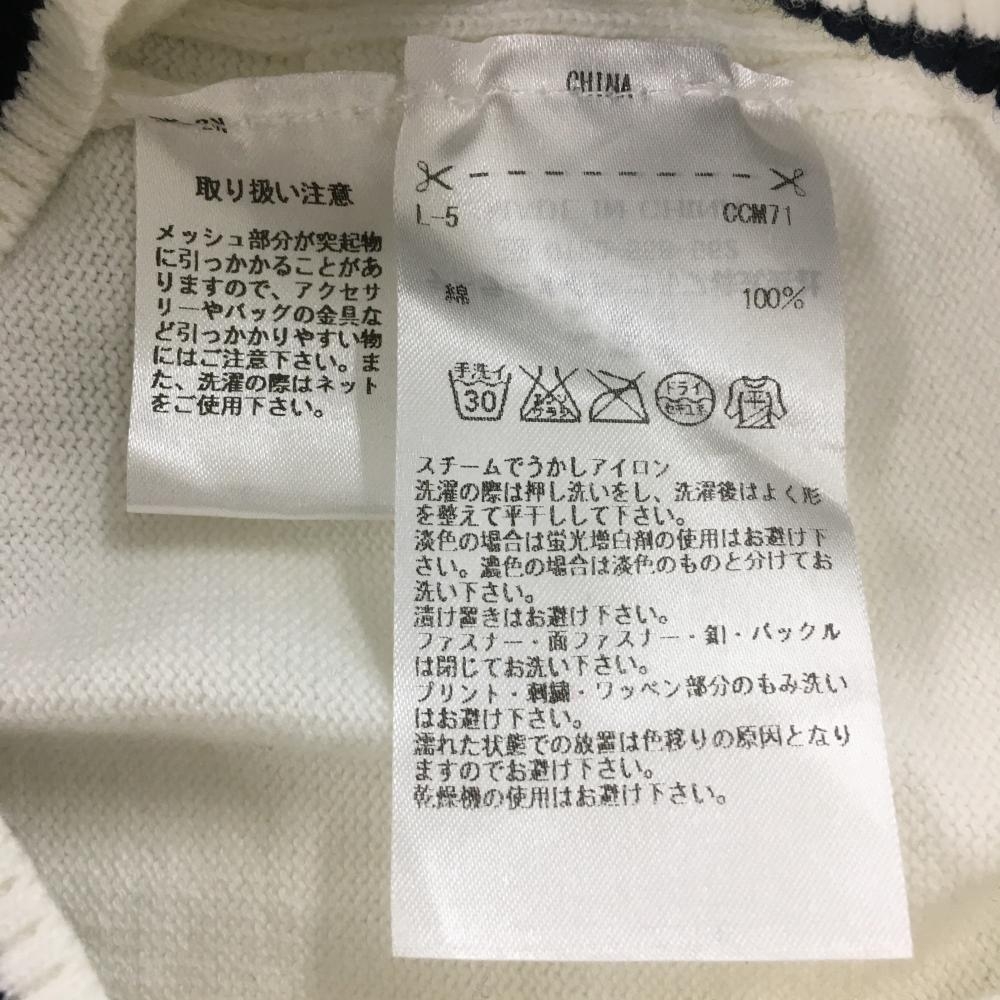 取り扱い注意
メッシュ部分が突起物
に引っかかることがあ
りますので、アクセサ
リーやバッグの金具な
ど引っかかりやすい物
にはご注意下さい。ま
た、洗濯の際はネット
をご使用下さい。
CHINA
L-5 CCM71
綿 100%
手洗イ
30
エンソ
サラシ
ドライ
セキユ系
平
スチームでうかしアイロン
洗濯の際は押し洗いをし、洗濯後はよく形
を整えて平干しして下さい。
淡色の場合は蛍光増白剤の使用はお避け下
さい。濃色の場合は淡色のものと分けてお
洗い下さい。
漬け置きはお避け下さい。
ファスナー・面ファスナー・釦・バックル
は閉じてお洗い下さい。
プリント・刺繍・ワッペン部分のもみ洗い
はお避け下さい。
濡れた状態での放置は色移りの原因となり
ますのでお避け下さい。
乾燥機の使用はお避け下さい。